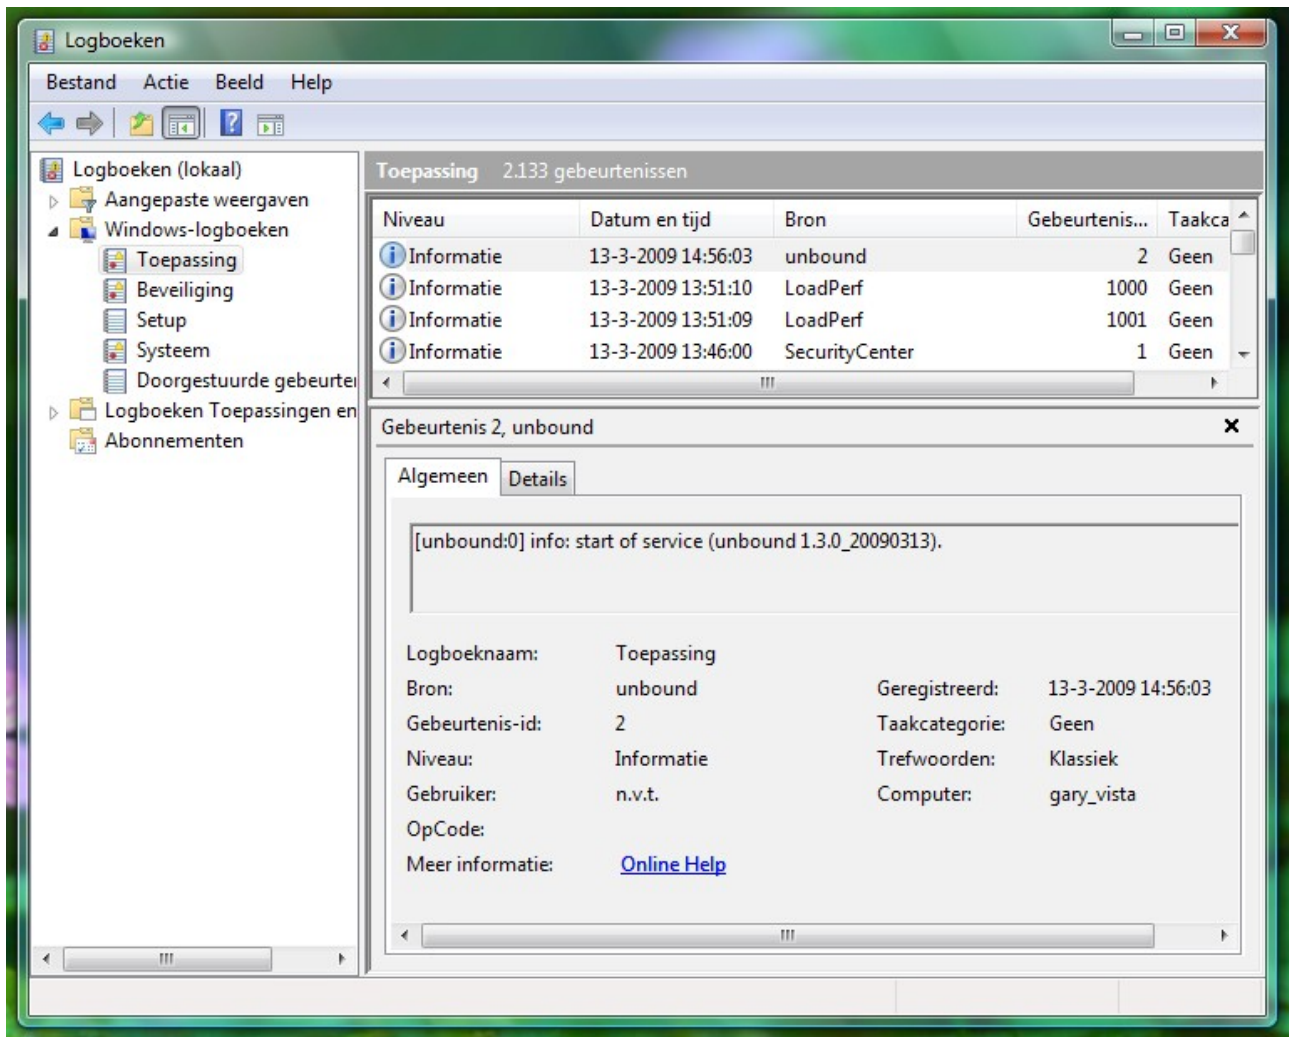 Logboeken
Bestand Actie Beeld Help
Logboeken (lokaal)
Aangepaste weergaven
Windows-logboeken
Toepassing
Beveiliging
Setup
Systeem
Doorgestuurde gebeurte
Logboeken Toepassingen en
Abonnementen
Toepassing 2.133 gebeurtenissen
Niveau Datum en tijd Bron Gebeurtenis... Taakca
Informatie 13-3-2009 14:56:03 unbound 2 Geen
Informatie 13-3-2009 13:51:10 LoadPerf 1000 Geen
Informatie 13-3-2009 13:51:09 LoadPerf 1001 Geen
Informatie 13-3-2009 13:46:00 SecurityCenter 1 Geen
Gebeurtenis 2, unbound
Algemeen Details
[unbound:0] info: start of service (unbound 1.3.0_20090313).
Logboeknaam: Toepassing
Bron: unbound Geregistreerd: 13-3-2009 14:56:03
Gebeurtenis-id: 2 Taakcategorie: Geen
Niveau: Informatie Trefwoorden: Klassiek
Gebruiker: n.v.t. Computer: gary_vista
OpCode:
Meer informatie: Online Help